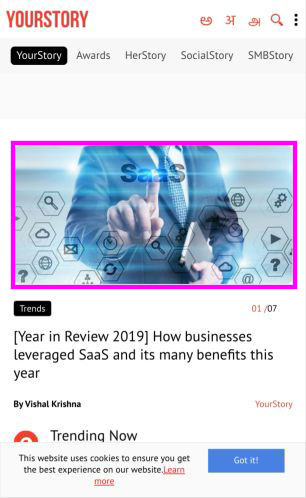 YOURSTORY
ಅ अ அ
YourStory Awards HerStory SocialStory SMBStory
SaaS
Trends
01 /07
[Year in Review 2019] How businesses
leveraged SaaS and its many benefits this
year
By Vishal Krishna
YourStory
Trending Now
This website uses cookies to ensure you get
the best experience on our website.Learn
more
Got it!